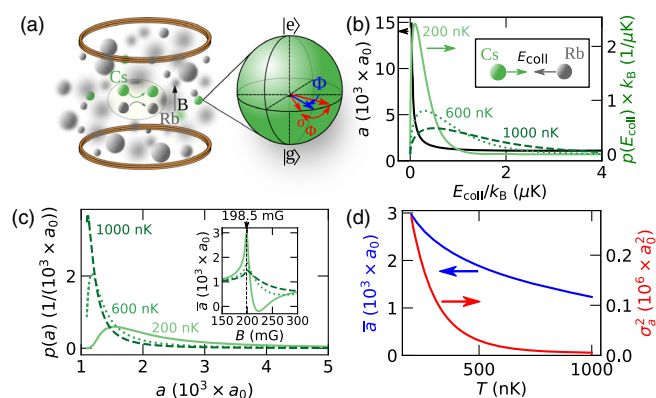 (a)
Cs
Rb
B
|e⟩
Φ
σΦ
|g⟩
(b)
200 nK
600 nK
1000 nK
Cs
Ecoll
Rb
15
10
5
0
2
1
0
0
2
4
a (10³ × a₀)
Ecoll/kB (μK)
p(Ecoll) × kB (1/μK)
(c)
1000 nK
600 nK
200 nK
p(a) (1/(10³ × a₀))
0
2
1
2
3
4
5
a (10³ × a₀)
198.5 mG
a̅ (10³ × a₀)
3
2
1
0
150
200
300
B (mG)
(d)
a̅ (10³ × a₀)
3
2
1
0
500
1000
T (nK)
0.2
0.1
0.0
σₐ² (10⁶ × a₀²)